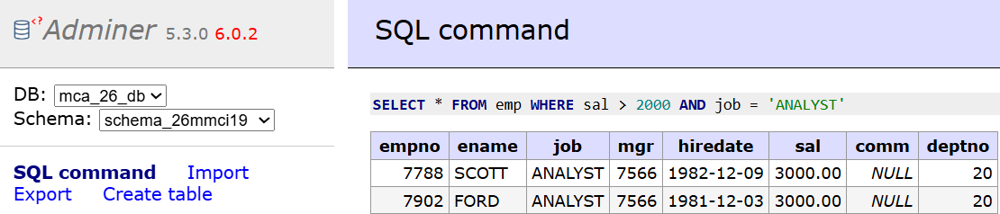 Adminer 5.3.0 6.0.2
DB: mca_26_db
Schema: schema_26mmci19
SQL command Import
Export Create table
SQL command
SELECT * FROM emp WHERE sal > 2000 AND job = 'ANALYST'
empno ename job mgr hiredate sal comm deptno
7788 SCOTT ANALYST 7566 1982-12-09 3000.00 NULL 20
7902 FORD ANALYST 7566 1981-12-03 3000.00 NULL 20